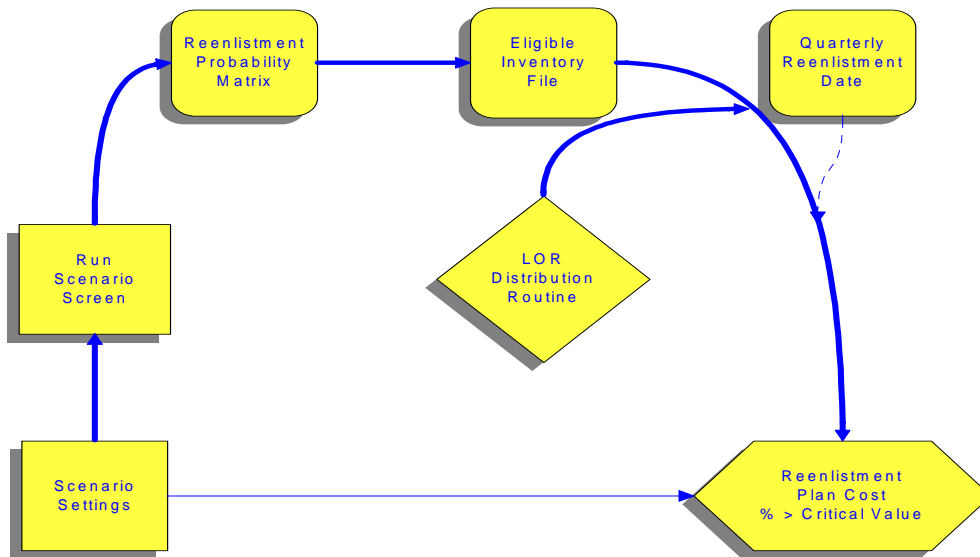 Reenlistment
Probability
Matrix
Eligible
Inventory
File
Quarterly
Reenlistment
Date
Run
Scenario
Screen
LOR
Distribution
Routine
Scenario
Settings
Reenlistment
Plan Cost
% > Critical Value